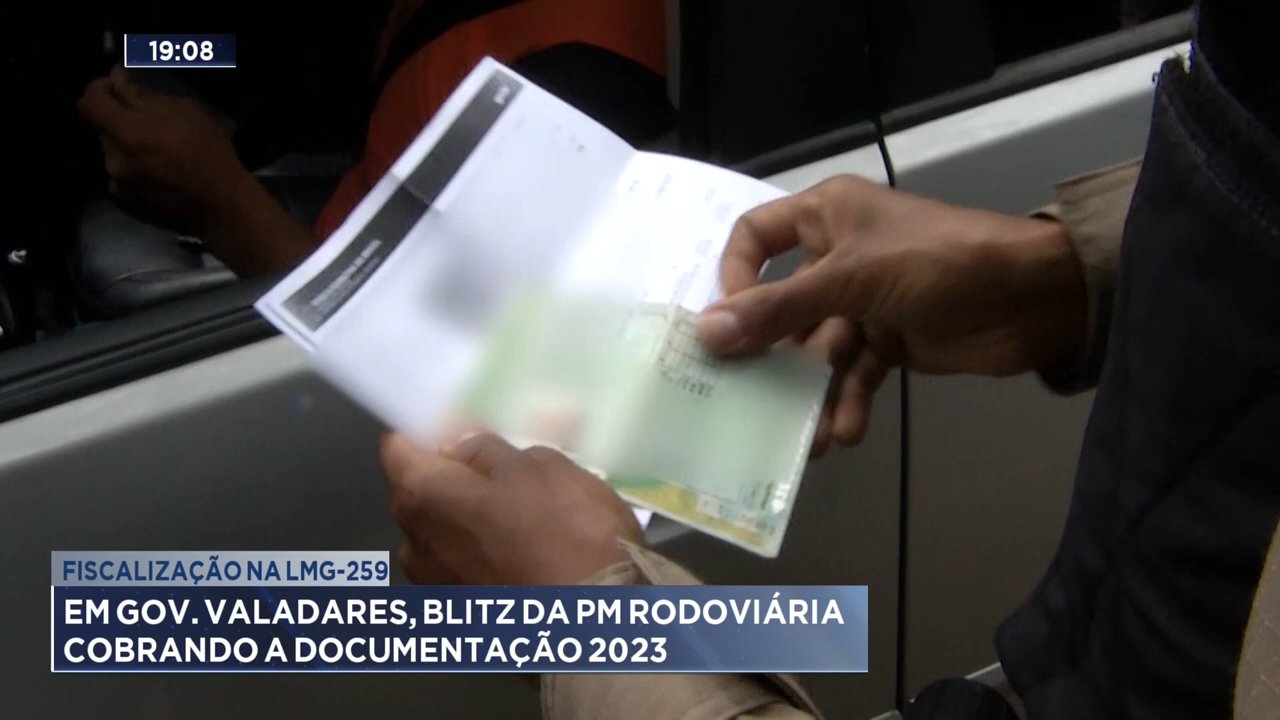 19:08
FISCALIZAÇÃO NA LMG-259
EM GOV. VALADARES, BLITZ DA PM RODOVIÁRIA
COBRANDO A DOCUMENTAÇÃO 2023